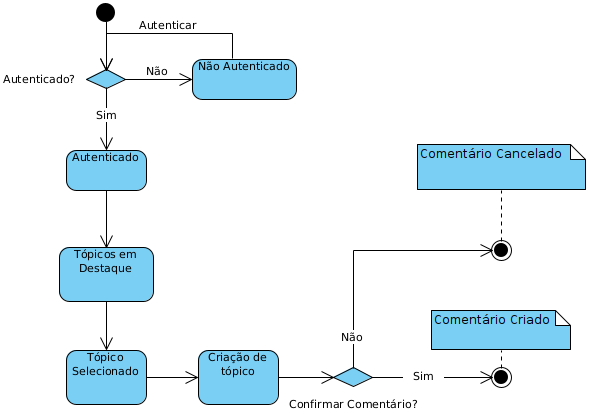 Autenticar
Não Autenticado
Autenticado?
Não
Sim
Autenticado
Comentário Cancelado
Tópicos em
Destaque
Comentário Criado
Não
Tópico
Selecionado
Criação de
tópico
Sim
Confirmar Comentário?